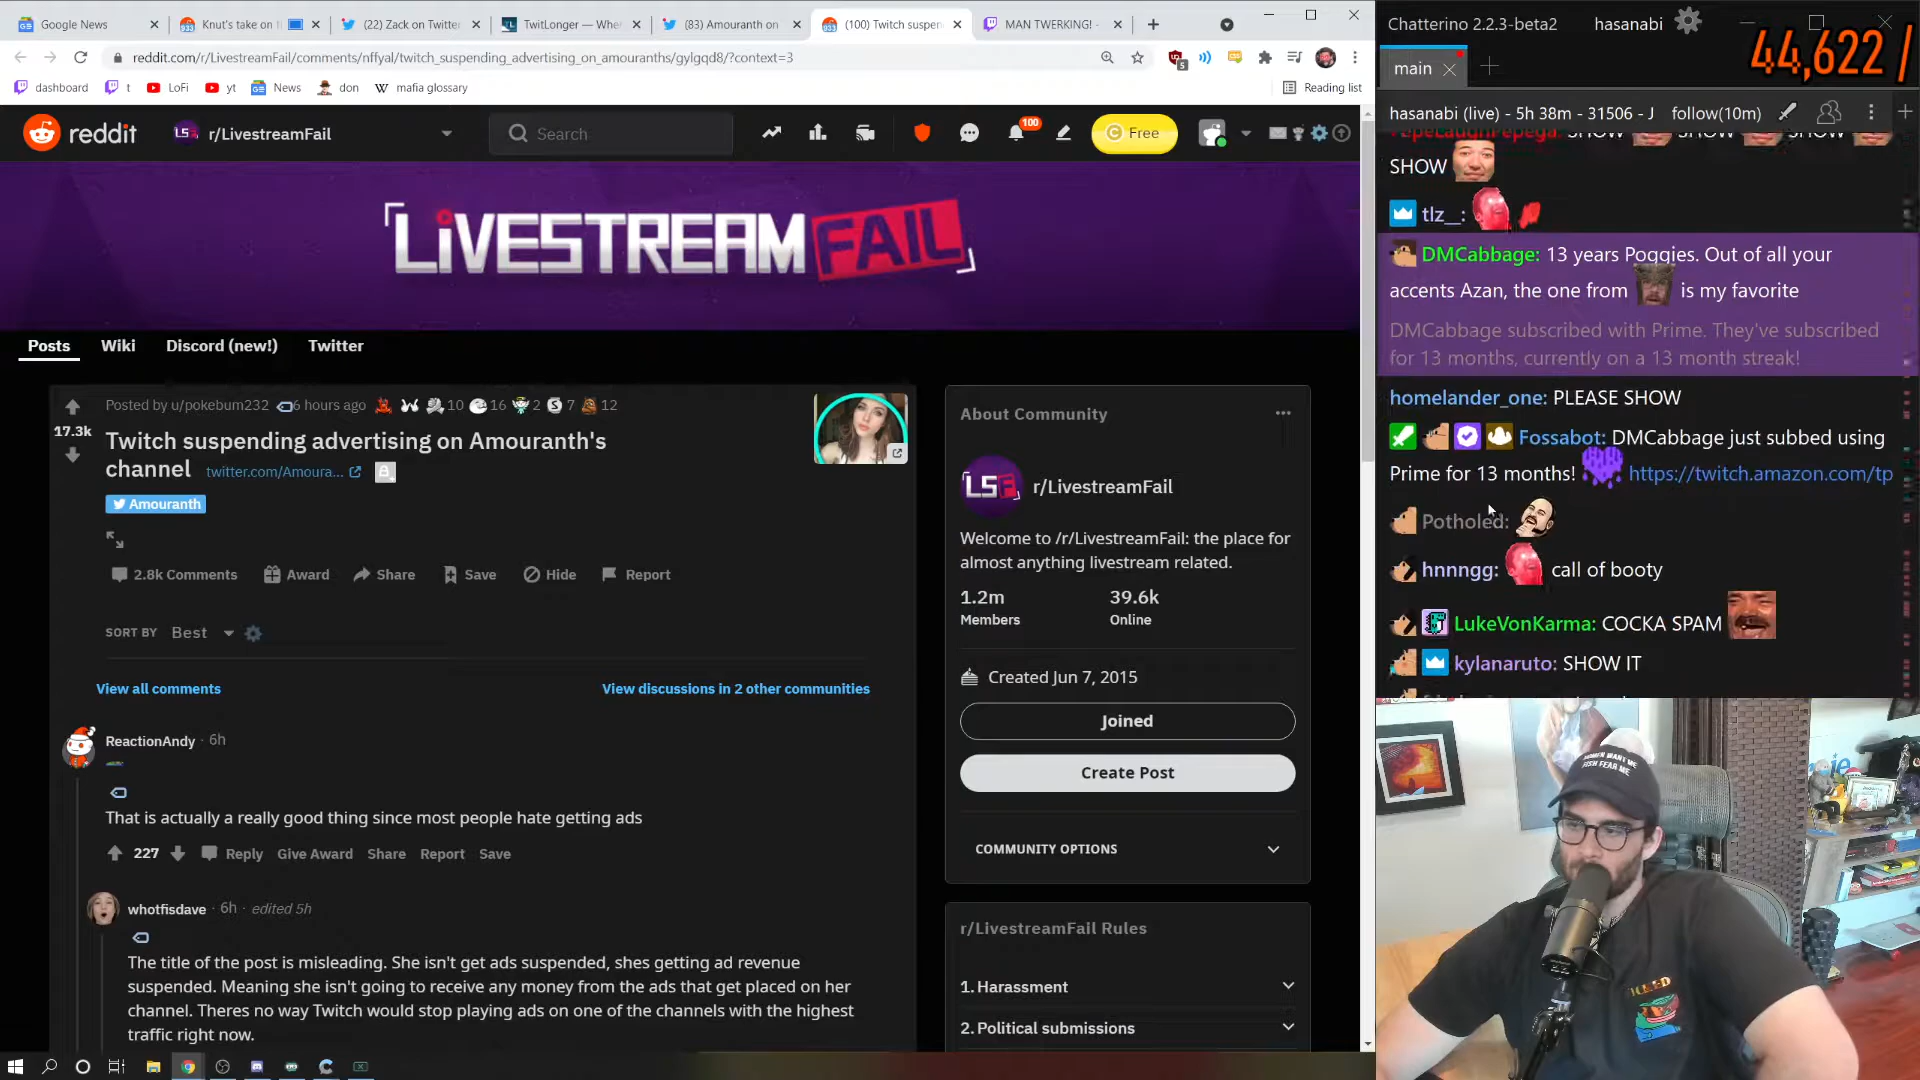 Google News
Knut's take on t
(22) Zack on Twitter
TwitLonger — Whe
(83) Amouranth on
(100) Twitch suspen
MAN TWERKING! -
reddit.com/r/LivestreamFail/comments/nffyal/twitch_suspending_advertising_on_amouranths/gylgqd8/?context=3
dashboard
t
LoFi
yt
News
don
mafia glossary
Reading list
reddit
r/LivestreamFail
Search
100
Free
LIVESTREAM FAIL
Posts
Wiki
Discord (new!)
Twitter
17.3k
Posted by u/pokebum232
6 hours ago
10
16
2
7
12
Twitch suspending advertising on Amouranth's
channel twitter.com/Amoura...
Amouranth
2.8k Comments
Award
Share
Save
Hide
Report
SORT BY Best
View all comments
View discussions in 2 other communities
ReactionAndy · 6h
That is actually a really good thing since most people hate getting ads
227
Reply
Give Award
Share
Report
Save
whotfisdave · 6h · edited 5h
The title of the post is misleading. She isn't get ads suspended, shes getting ad revenue
suspended. Meaning she isn't going to receive any money from the ads that get placed on her
channel. Theres no way Twitch would stop playing ads on one of the channels with the highest
traffic right now.
About Community
LSF
r/LivestreamFail
Welcome to /r/LivestreamFail: the place for
almost anything livestream related.
1.2m
39.6k
Members
Online
Created Jun 7, 2015
Joined
Create Post
COMMUNITY OPTIONS
r/LivestreamFail Rules
1. Harassment
2. Political submissions
Chatterino 2.2.3-beta2
hasanabi
44,622 /
main
hasanabi (live) - 5h 38m - 31506 - J
follow(10m)
SHOW
tlz__:
DMCabbage: 13 years Poggies. Out of all your
accents Azan, the one from is my favorite
DMCabbage subscribed with Prime. They've subscribed
for 13 months, currently on a 13 month streak!
homelander_one: PLEASE SHOW
Fossabot: DMCabbage just subbed using
Prime for 13 months! https://twitch.amazon.com/tp
Potholed:
hnnngg: call of booty
LukeVonKarma: COCKA SPAM
kylanaruto: SHOW IT
WOMEN WANT ME
FISH FEAR ME